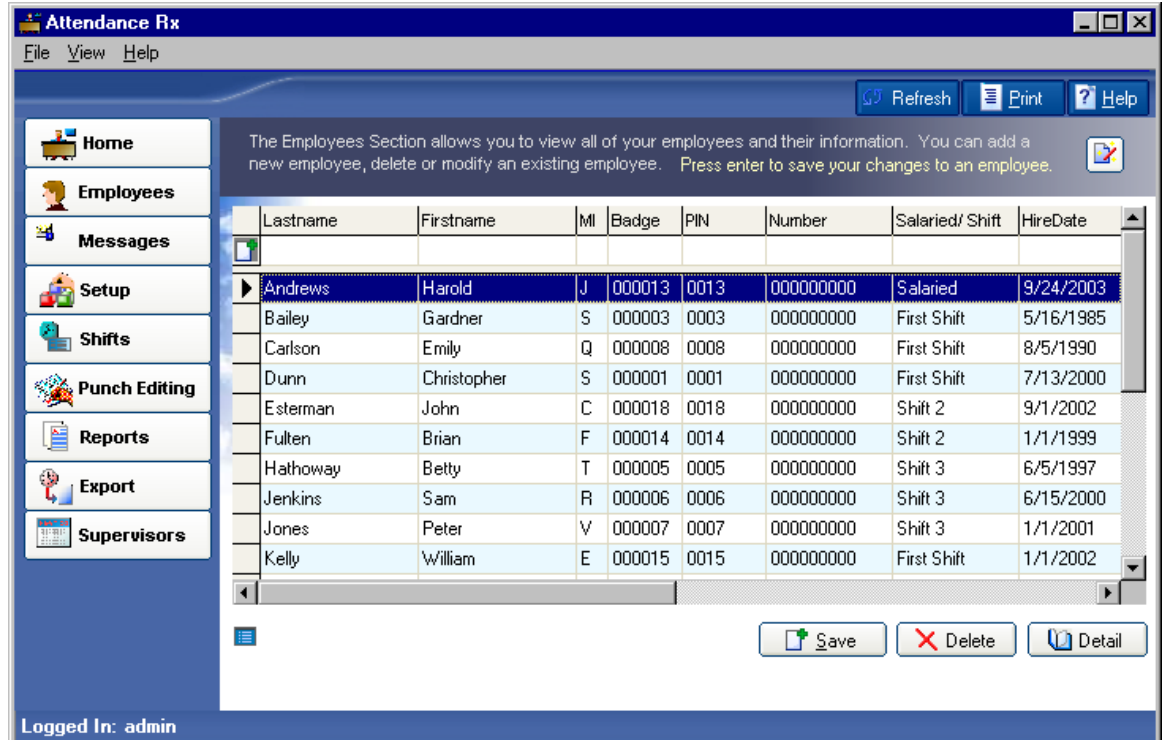 Attendance Rx
File View Help
Refresh Print Help
Home
Employees
Messages
Setup
Shifts
Punch Editing
Reports
Export
Supervisors
The Employees Section allows you to view all of your employees and their information. You can add a
new employee, delete or modify an existing employee. Press enter to save your changes to an employee.
Lastname Firstname MI Badge PIN Number Salaried/ Shift HireDate
Andrews Harold J 000013 0013 000000000 Salaried 9/24/2003
Bailey Gardner S 000003 0003 000000000 First Shift 5/16/1985
Carlson Emily Q 000008 0008 000000000 First Shift 8/5/1990
Dunn Christopher S 000001 0001 000000000 First Shift 7/13/2000
Esterman John C 000018 0018 000000000 Shift 2 9/1/2002
Fulten Brian F 000014 0014 000000000 Shift 2 1/1/1999
Hathoway Betty T 000005 0005 000000000 Shift 3 6/5/1997
Jenkins Sam R 000006 0006 000000000 Shift 3 6/15/2000
Jones Peter V 000007 0007 000000000 Shift 3 1/1/2001
Kelly William E 000015 0015 000000000 First Shift 1/1/2002
Save Delete Detail
Logged In: admin